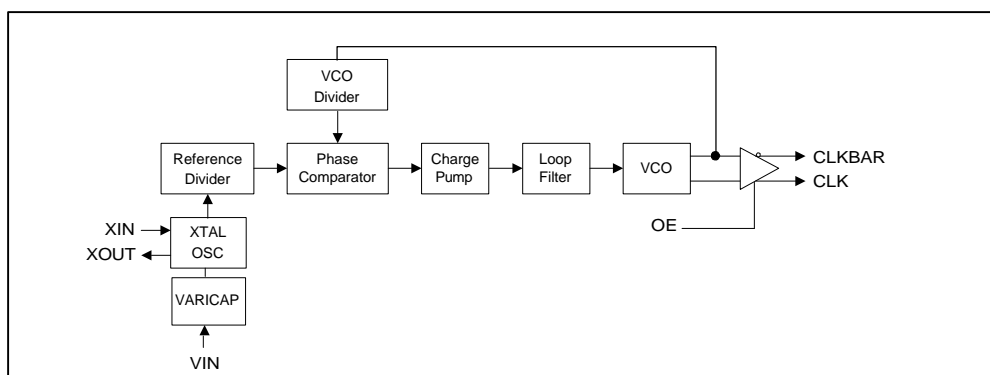 VCO
Divider
Reference
Divider
Phase
Comparator
Charge
Pump
Loop
Filter
VCO
CLKBAR
CLK
OE
XIN
XOUT
XTAL
OSC
VARICAP
VIN